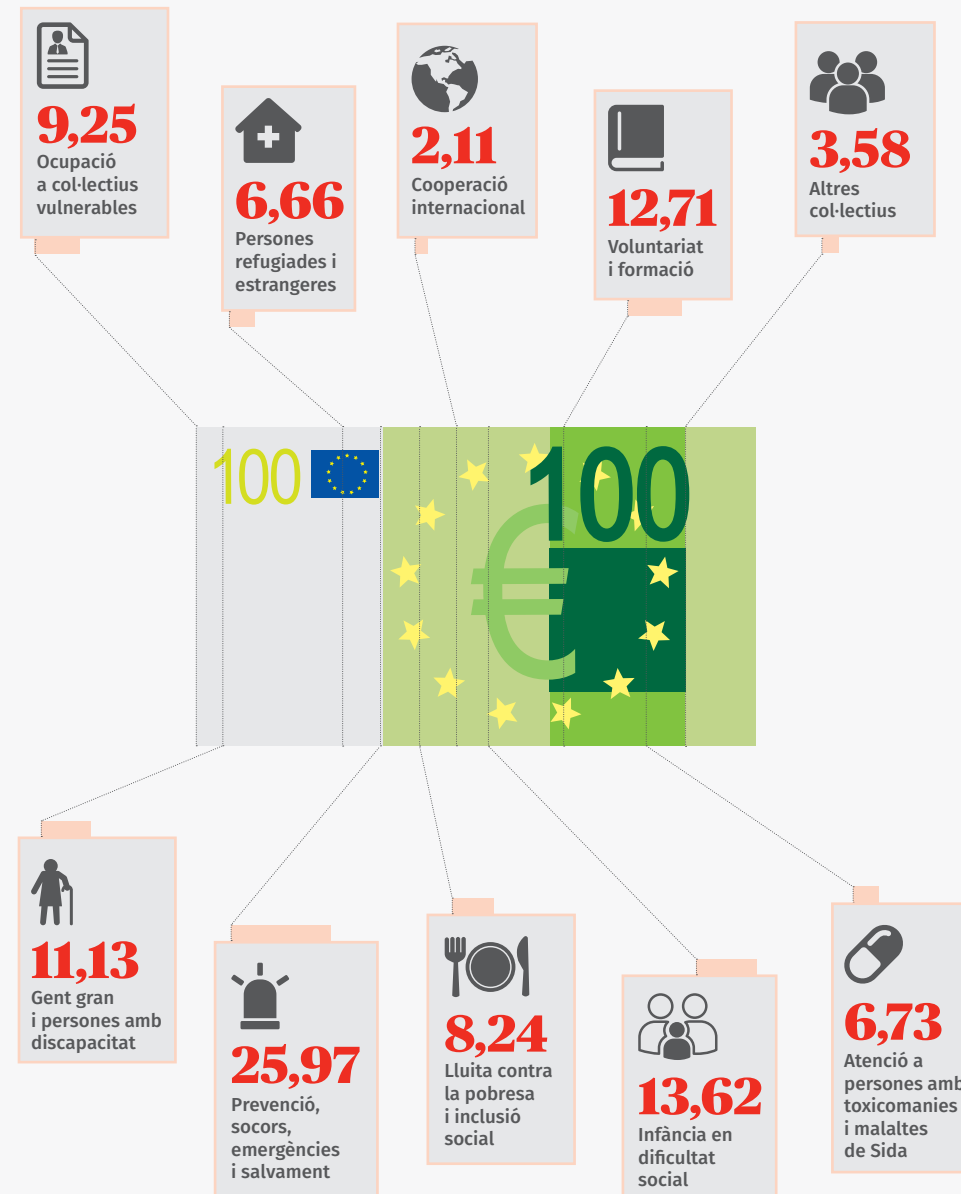 9,25
Ocupació
a col·lectius
vulnerables
6,66
Persones
refugiades i
estrangeres
2,11
Cooperació
internacional
12,71
Voluntariat
i formació
3,58
Altres
col·lectius
100
100
€
11,13
Gent gran
i persones amb
discapacitat
25,97
Prevenció,
socors,
emergències
i salvament
8,24
Lluita contra
la pobresa
i inclusió
social
13,62
Infància en
dificultat
social
6,73
Atenció a
persones amb
toxicomanies
i malaltes
de Sida